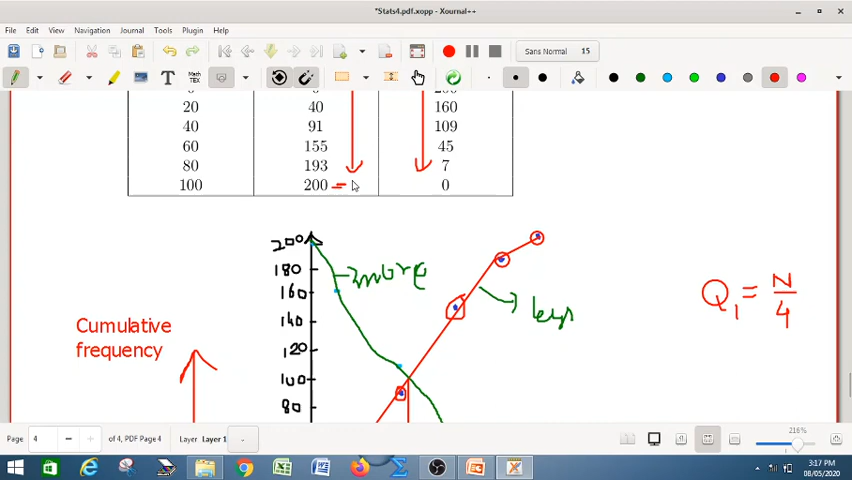 *Stats4.pdf.xopp - Xournal++
File Edit View Navigation Journal Tools Plugin Help
Sans Normal 15
T Math TEX
20 40 160
40 91 109
60 155 45
80 193 7
100 200 = 0
200
180 more
160
Q1 = N/4
140 less
Cumulative
frequency
120
100
80
216%
Page 4 of 4, PDF Page 4 Layer Layer 1
3:17 PM
08/05/2020